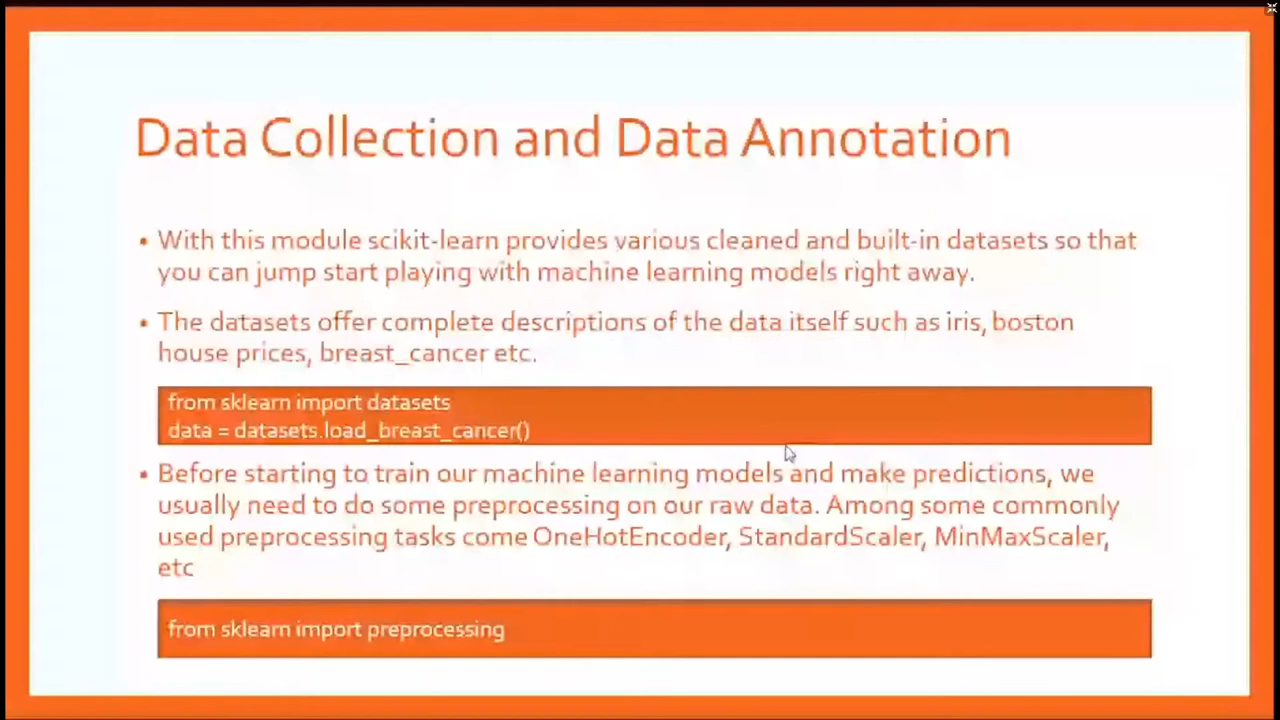 Data Collection and Data Annotation
• With this module scikit-learn provides various cleaned and built-in datasets so that
you can jump start playing with machine learning models right away.
• The datasets offer complete descriptions of the data itself such as iris, boston
house prices, breast_cancer etc.
from sklearn import datasets
data = datasets.load_breast_cancer()
• Before starting to train our machine learning models and make predictions, we
usually need to do some preprocessing on our raw data. Among some commonly
used preprocessing tasks come OneHotEncoder, StandardScaler, MinMaxScaler,
etc
from sklearn import preprocessing